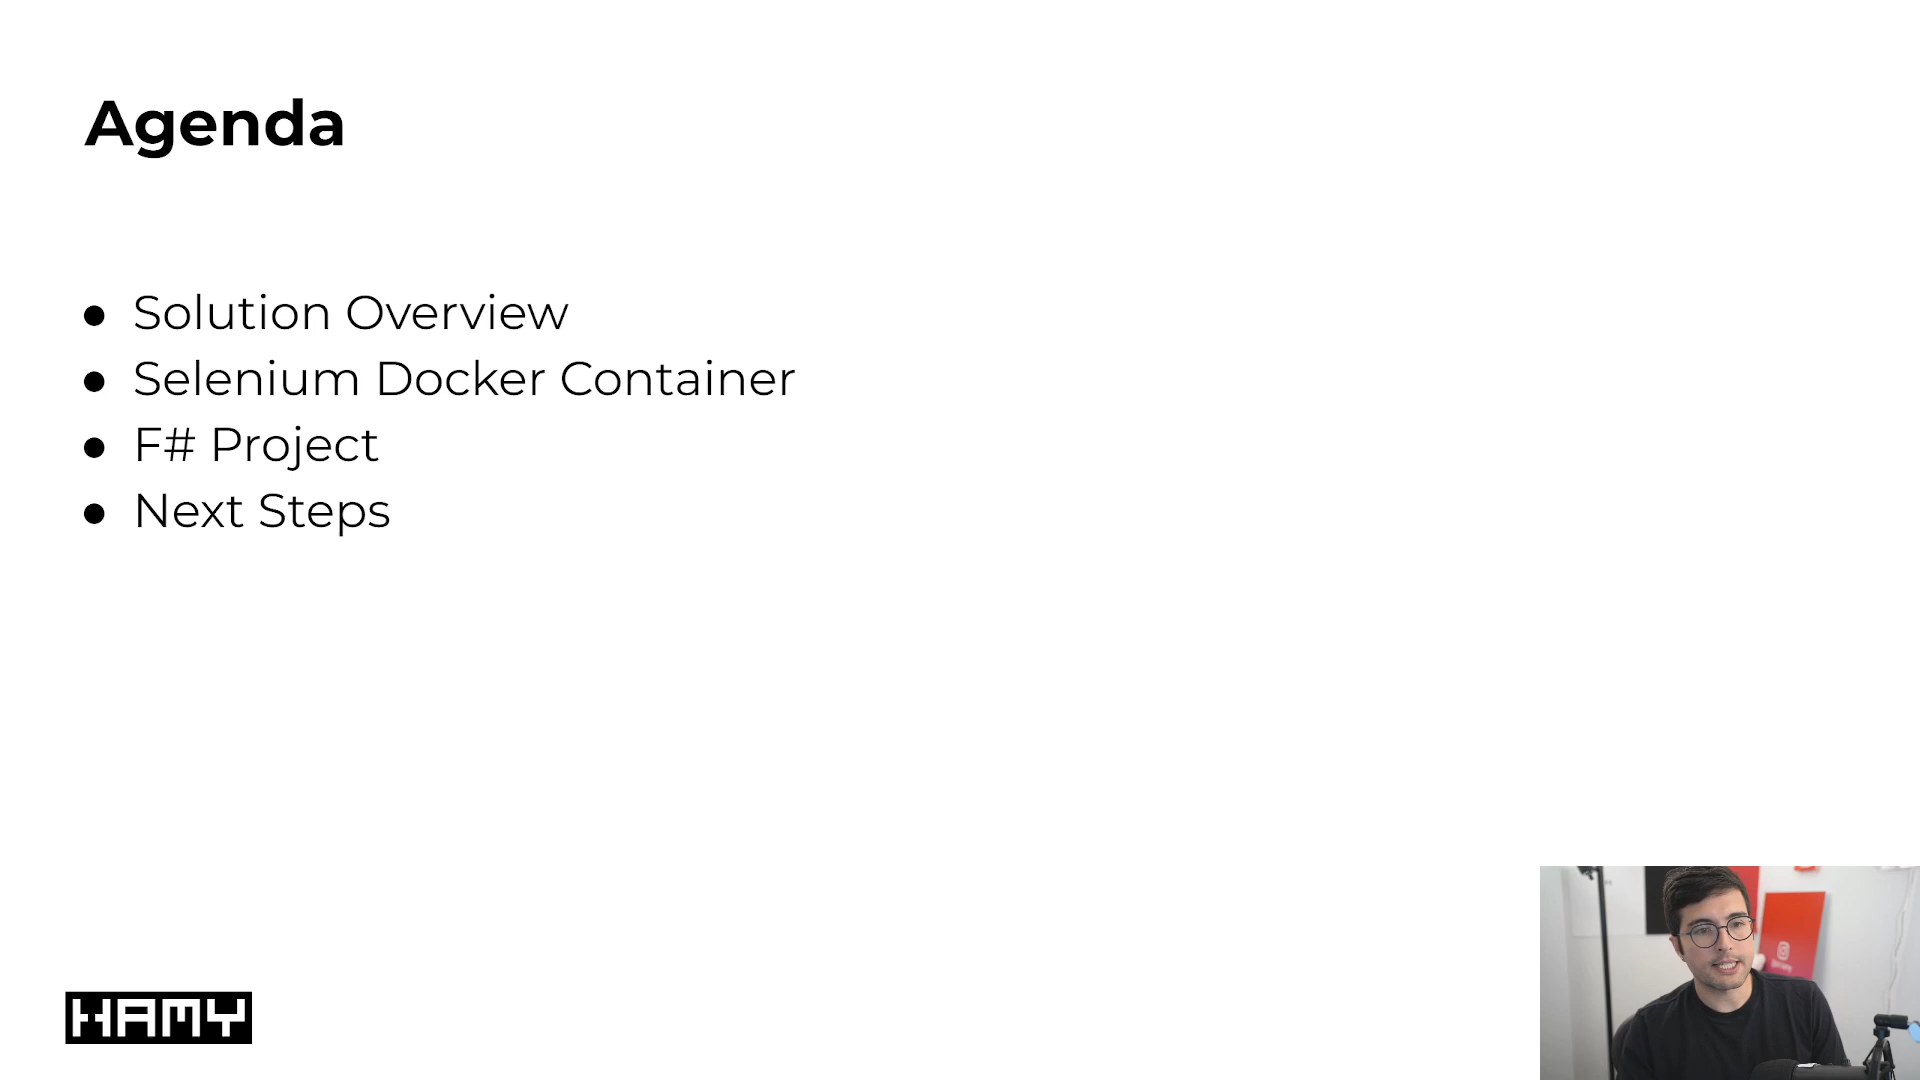 Agenda
● Solution Overview
● Selenium Docker Container
● F# Project
● Next Steps
HAMY